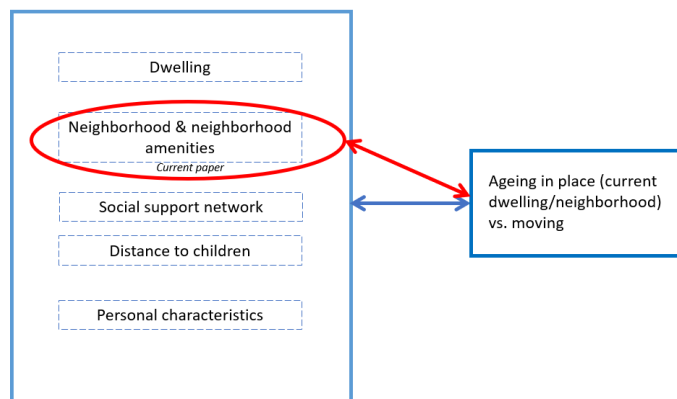 Dwelling
Neighborhood & neighborhood
amenities
Current paper
Social support network
Distance to children
Personal characteristics
Ageing in place (current
dwelling/neighborhood)
vs. moving